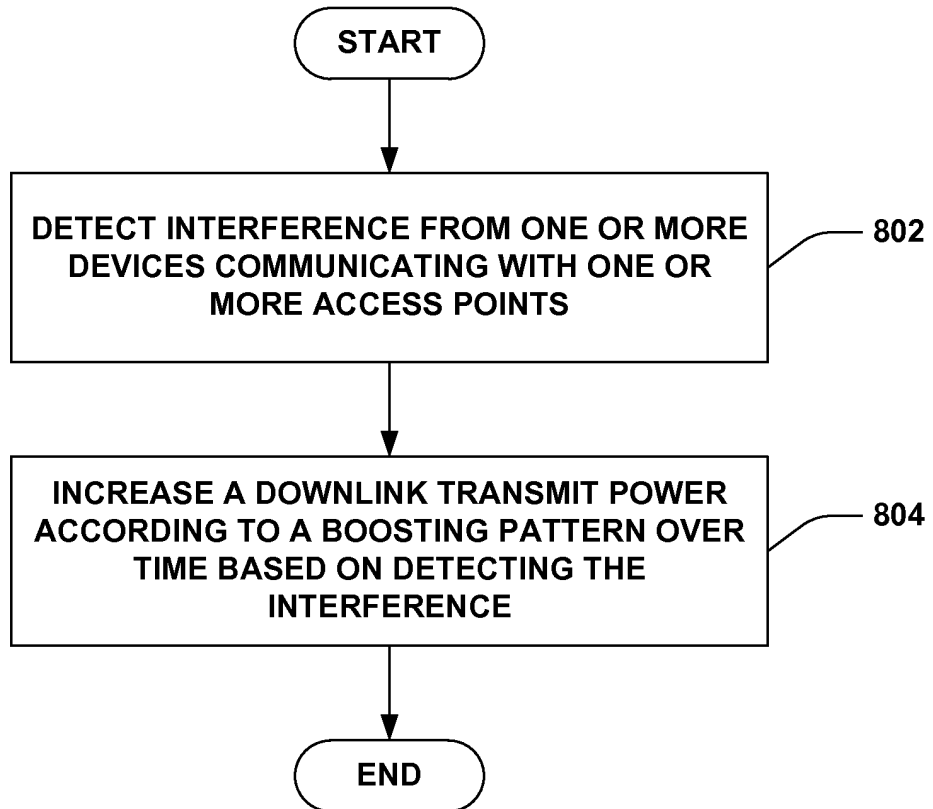 START
DETECT INTERFERENCE FROM ONE OR MORE
DEVICES COMMUNICATING WITH ONE OR
MORE ACCESS POINTS
802
INCREASE A DOWNLINK TRANSMIT POWER
ACCORDING TO A BOOSTING PATTERN OVER
TIME BASED ON DETECTING THE
INTERFERENCE
804
END